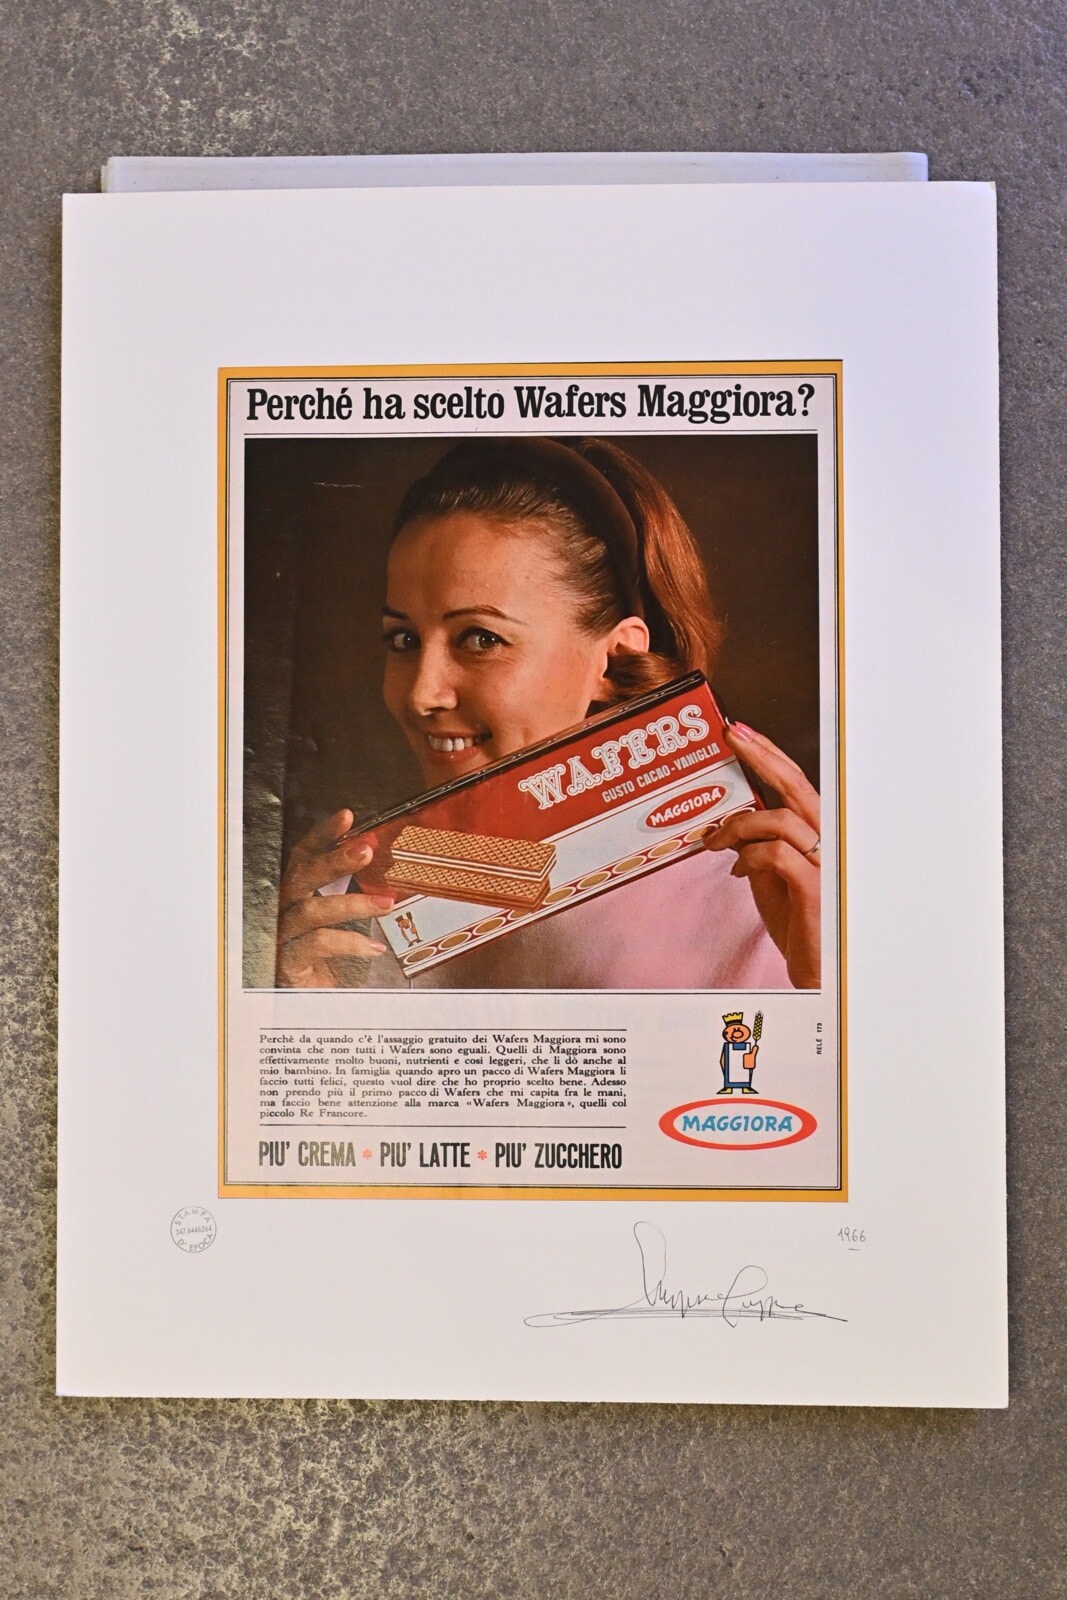 Perché ha scelto Wafers Maggiora?
WAFERS
GUSTO CACAO-VANIGLIA
MAGGIORA
Perchè da quando c'è l'assaggio gratuito dei Wafers Maggiora mi sono
convinta che non tutti i Wafers sono eguali. Quelli di Maggiora sono
effettivamente molto buoni, nutrienti e così leggeri, che li dò anche al
mio bambino. In famiglia quando apro un pacco di Wafers Maggiora li
faccio tutti felici, questo vuol dire che ho proprio scelto bene. Adesso
non prendo più il primo pacco di Wafers che mi capita fra le mani,
ma faccio bene attenzione alla marca «Wafers Maggiora», quelli col
piccolo Re Francore.
PIU' CREMA * PIU' LATTE * PIU' ZUCCHERO
RELE 173
MAGGIORA
STAMPA
D'EPOCA
1966